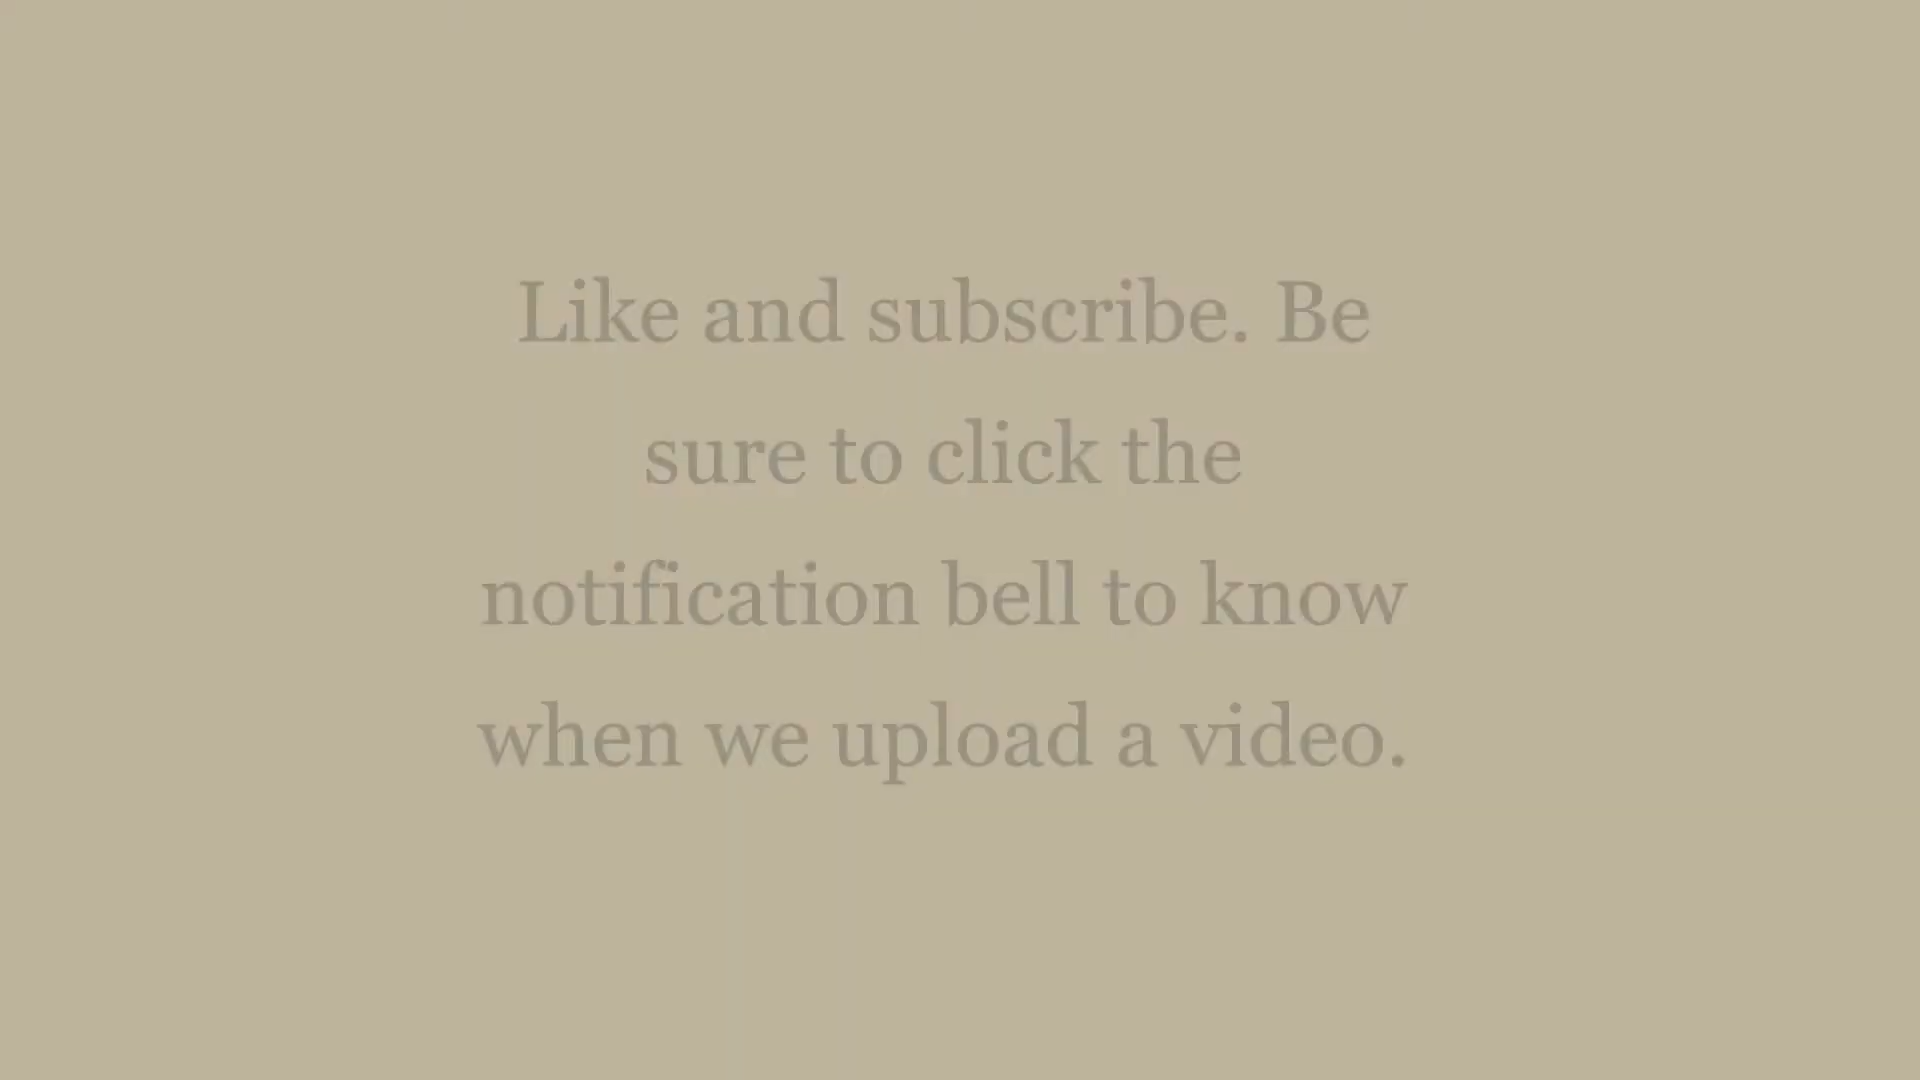 Like and subscribe. Be
sure to click the
notification bell to know
when we upload a video.